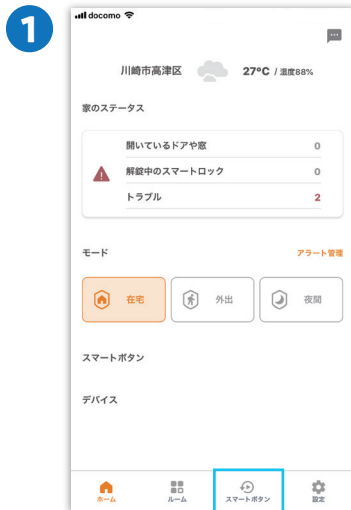 1
docomo
川崎市高津区 27°C / 湿度88%
家のステータス
開いているドアや窓 0
解錠中のスマートロック 0
トラブル 2
モード アラート管理
在宅 外出 夜間
スマートボタン
デバイス
ホーム ルーム スマートボタン 設定